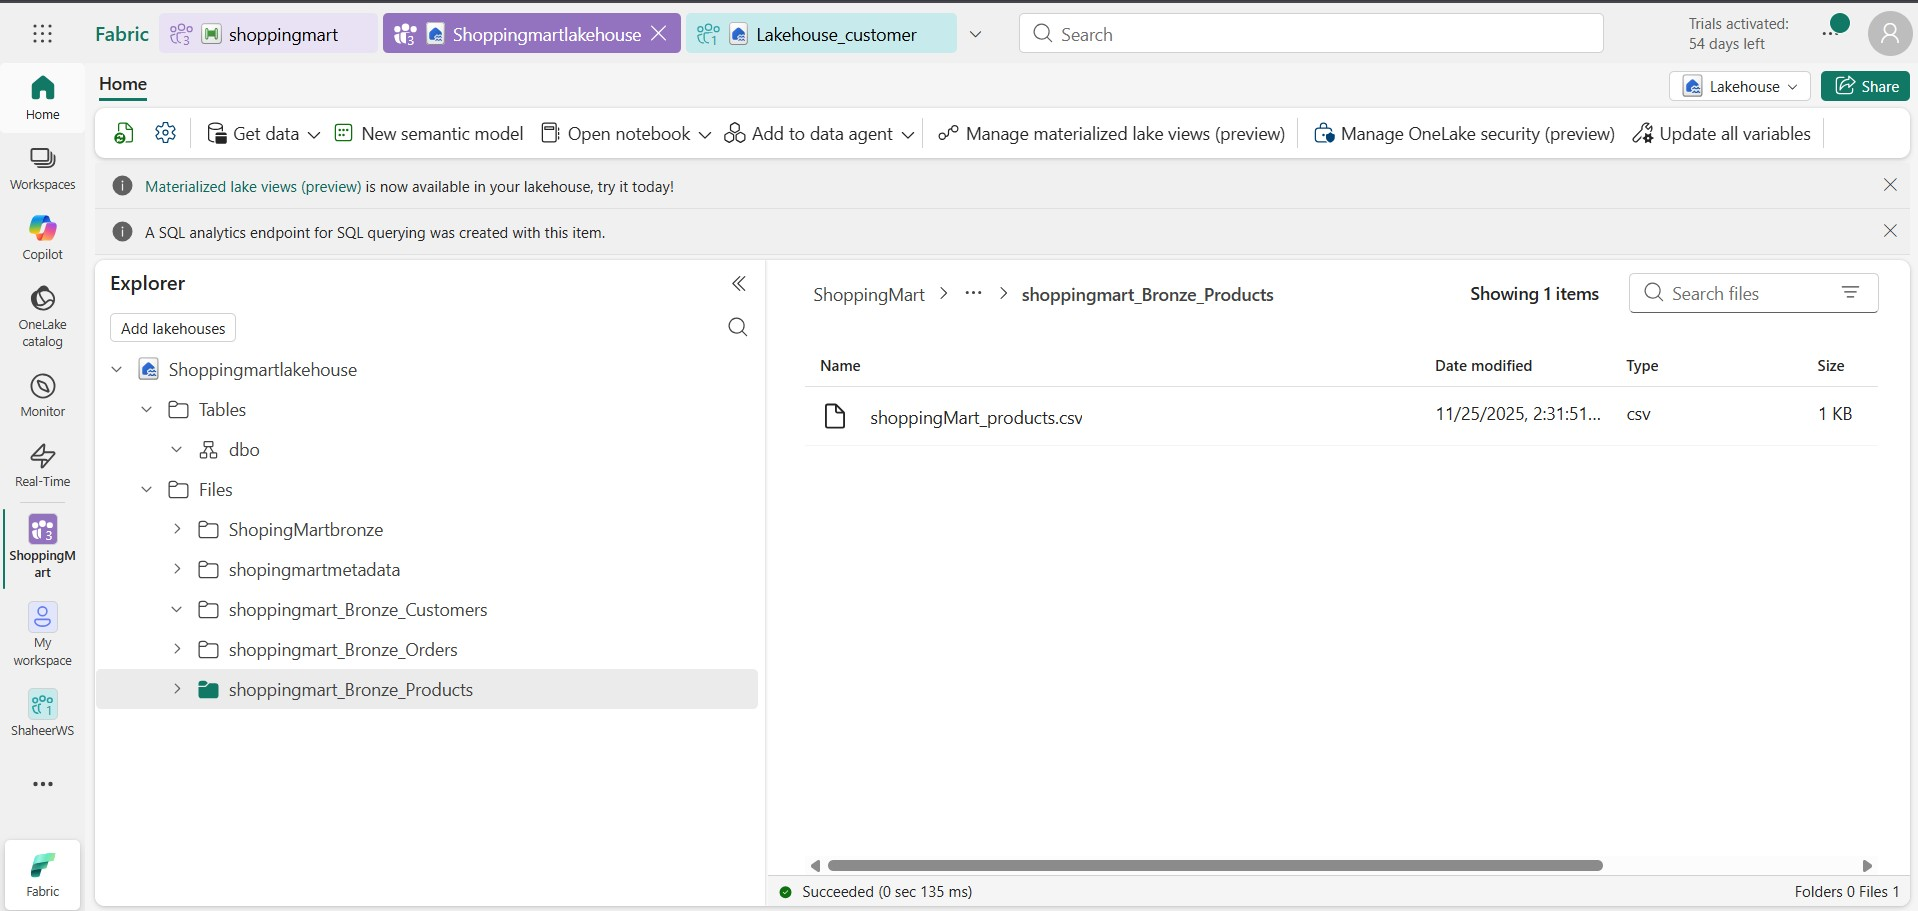 Fabric
3
shoppingmart
3
Shoppingmartlakehouse
1
Lakehouse_customer
Search
Trials activated:
54 days left
Home
Workspaces
Copilot
OneLake
catalog
Monitor
Real-Time
3
ShoppingM
art
My
workspace
1
ShaheerWS
Fabric
Home
Lakehouse
Share
Get data
New semantic model
Open notebook
Add to data agent
Manage materialized lake views (preview)
Manage OneLake security (preview)
Update all variables
Materialized lake views (preview) is now available in your lakehouse, try it today!
A SQL analytics endpoint for SQL querying was created with this item.
Explorer
Add lakehouses
Shoppingmartlakehouse
Tables
dbo
Files
ShopingMartbronze
shopingmartmetadata
shoppingmart_Bronze_Customers
shoppingmart_Bronze_Orders
shoppingmart_Bronze_Products
ShoppingMart > ... > shoppingmart_Bronze_Products
Showing 1 items
Search files
Name Date modified Type Size
shoppingMart_products.csv 11/25/2025, 2:31:51... csv 1 KB
Succeeded (0 sec 135 ms)
Folders 0 Files 1